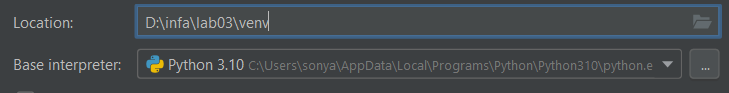 Location: D:\infa\lab03\venv
Base interpreter: Python 3.10 C:\Users\sonya\AppData\Local\Programs\Python\Python310\python.e ...